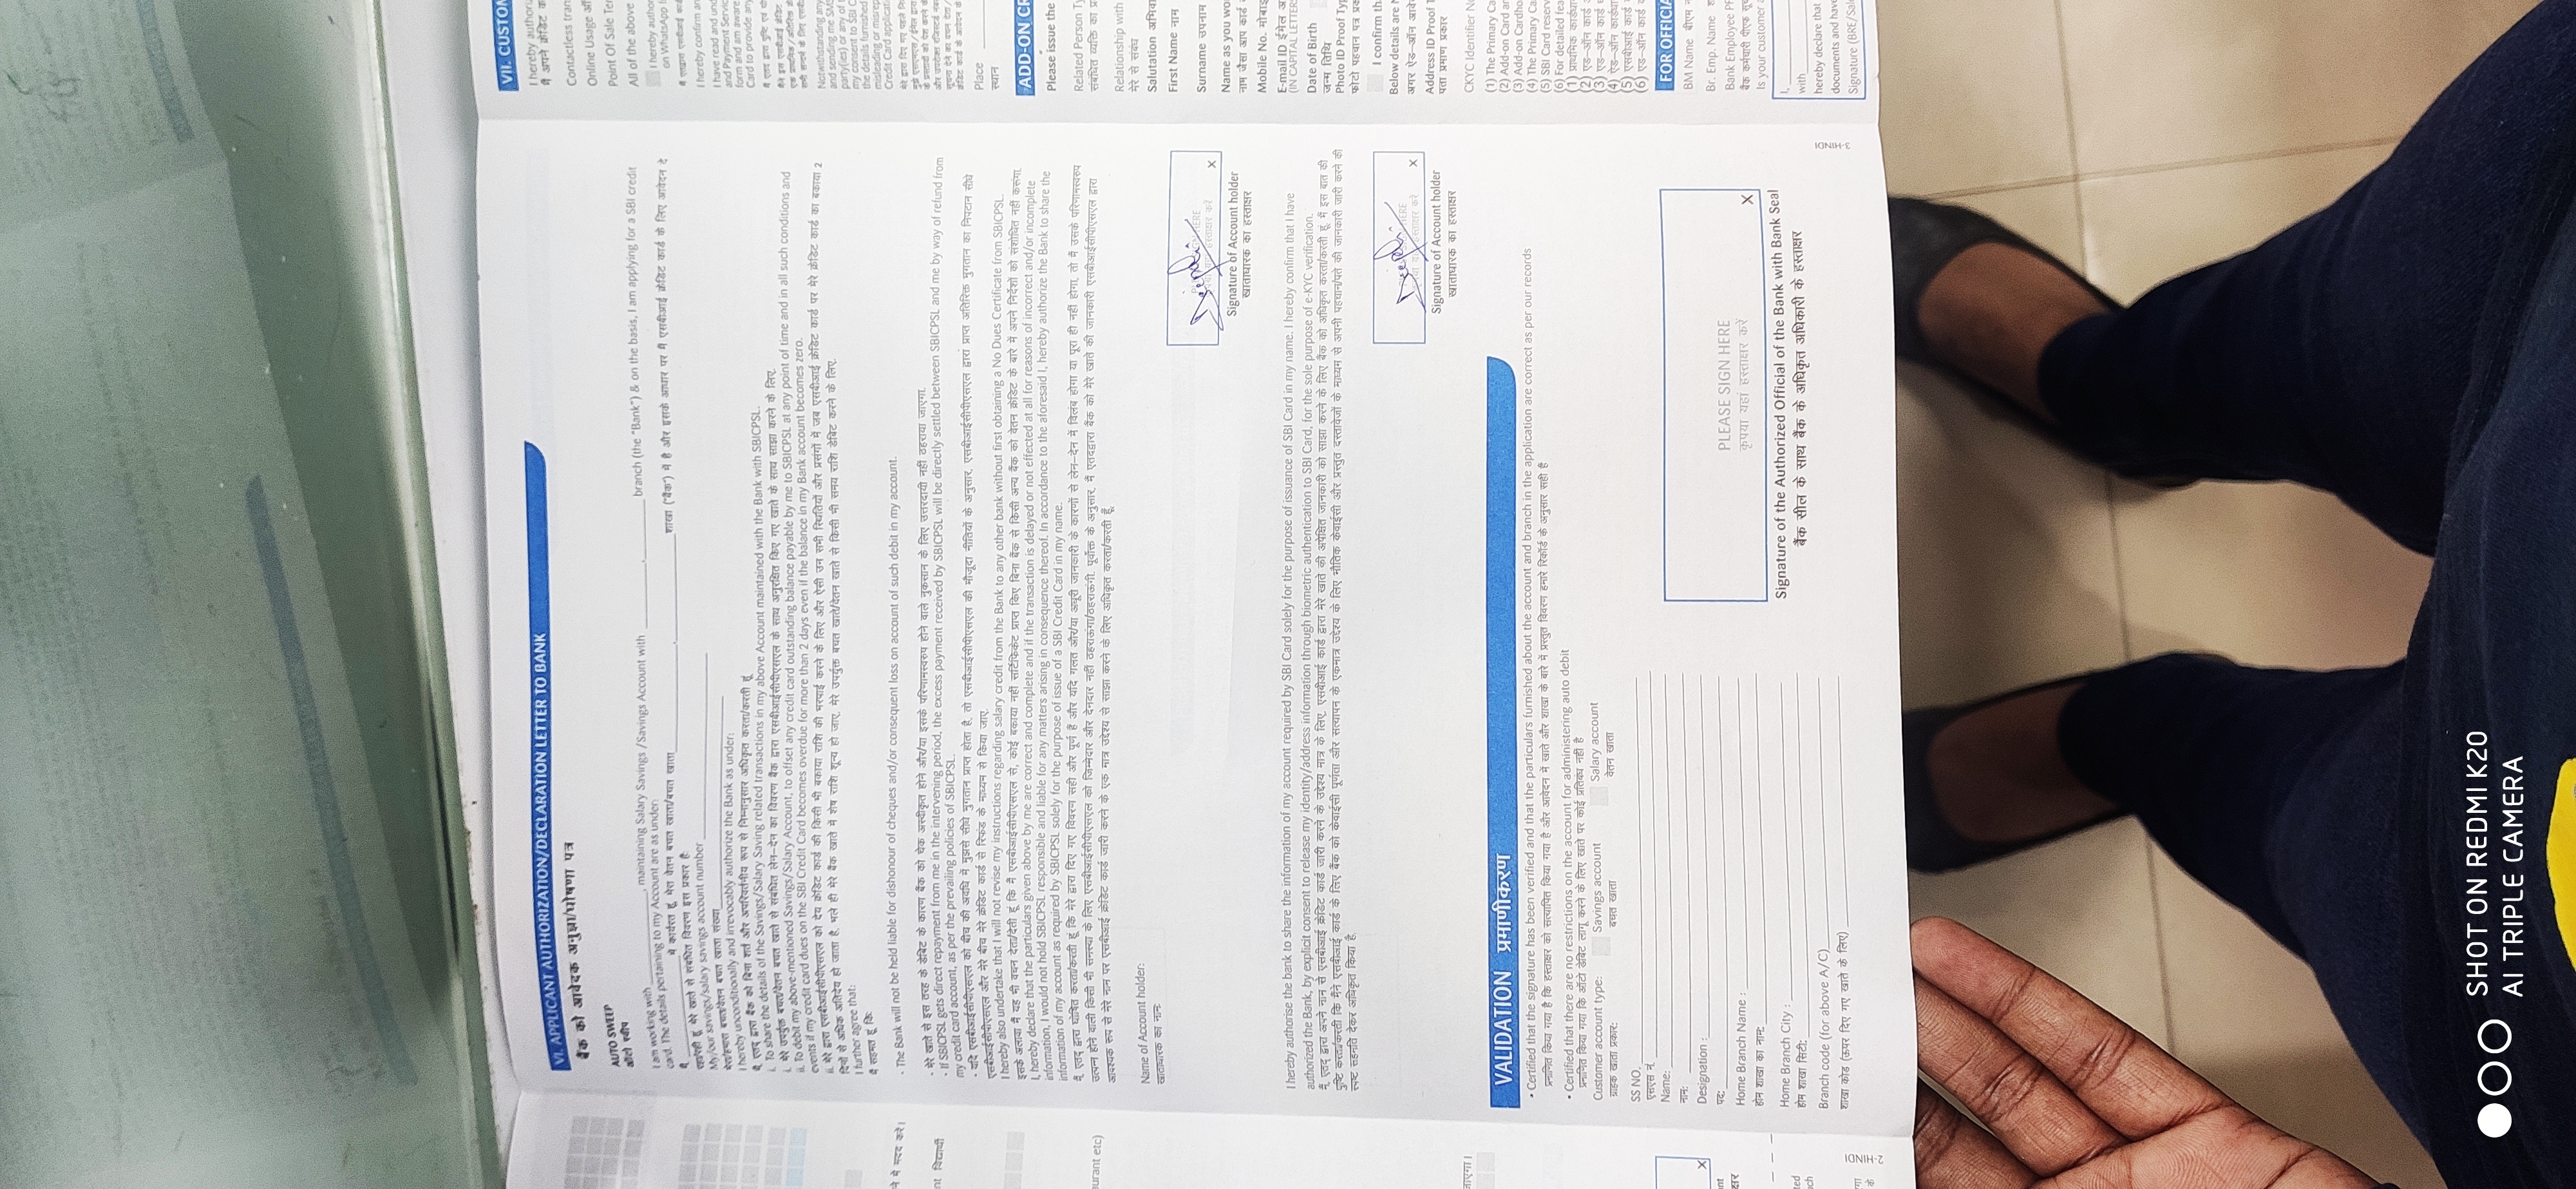 VI. APPLICANT AUTHORIZATION/DECLARATION LETTER TO BANK
बैंक को आवेदक अनुज्ञा/घोषणा पत्र
AUTO SWEEP
ऑटो स्वीप
I am working with ________, maintaining Salary Savings /Savings Account with ________,________ branch (the "Bank") & on the basis, I am applying for a SBI credit
card. The details pertaining to my Account are as under:
मैं ________ में कार्यरत हूं, मेरा वेतन बचत खाता/बचत खाता________,________शाखा ("बैंक") में है और इसके आधार पर मैं एसबीआई क्रेडिट कार्ड के लिए आवेदन दे
रहा/रही हूं. मेरे खाते से संबंधित विवरण इस प्रकार है:
My/our savings/salary savings account number ________
मेरा/हमारा बचत/वेतन बचत खाता संख्या________
I hereby unconditionally and irrevocably authorize the Bank as under:
मैं, एतद् द्वारा बैंक को बिना शर्त और अपरिवर्तनीय रूप से निम्नानुसार अधिकृत करता/करती हूं
i. To share the details of the Savings/Salary Saving related transactions in my above Account maintained with the Bank with SBICPSL.
i. मेरे उपर्युक्त बचत/वेतन बचत खाते से संबंधित लेन–देन का विवरण बैंक द्वारा एसबीआईसीपीएसएल के साथ अनुरक्षित किए गए खाते के साथ साझा करने के लिए.
ii. To debit my above-mentioned Savings/Salary Account, to offset any credit card outstanding balance payable by me to SBICPSL at any point of time and in all such conditions and
events if my credit card dues on the SBI Credit Card becomes overdue for more than 2 days even if the balance in my Bank account becomes zero.
ii. मेरे द्वारा एसबीआईसीपीएसएल को देय क्रेडिट कार्ड की किसी भी बकाया राशि की भरपाई करने के लिए और ऐसी उन सभी स्थितियों और प्रसंगों में जब एसबीआई क्रेडिट कार्ड पर मेरे क्रेडिट कार्ड का बकाया 2
दिनों से अधिक अतिदेय हो जाता है, भले ही मेरे बैंक खाते में शेष राशि शून्य हो जाए, मेरे उपर्युक्त बचत खाते/वेतन खाते से किसी भी समय राशि डेबिट करने के लिए.
I further agree that:
मैं सहमत हूं कि:
- The Bank will not be held liable for dishonour of cheques and/or consequent loss on account of such debit in my account.
- मेरे खाते से इस तरह के डेबिट के कारण बैंक को चेक अस्वीकृत होने और/या इसके परिणामस्वरूप होने वाले नुकसान के लिए उत्तरदायी नहीं ठहराया जाएगा.
- If SBICPSL gets direct repayment from me in the intervening period, the excess payment received by SBICPSL will be directly settled between SBICPSL and me by way of refund from
my credit card account, as per the prevailing policies of SBICPSL.
- यदि एसबीआईसीपीएसएल को बीच की अवधि में मुझसे सीधे भुगतान प्राप्त होता है, तो एसबीआईसीपीएसएल की मौजूदा नीतियों के अनुसार, एसबीआईसीपीएसएल द्वारा प्राप्त अतिरिक्त भुगतान का निपटान सीधे
एसबीआईसीपीएसएल और मेरे बीच मेरे क्रेडिट कार्ड से रिफंड के माध्यम से किया जाए.
I hereby also undertake that I will not revise my instructions regarding salary credit from the Bank to any other bank without first obtaining a No Dues Certificate from SBICPSL.
इसके अलावा मैं यह भी वचन देता/देती हूं कि मैं एसबीआईसीपीएसएल से, कोई बकाया नहीं सर्टिफिकेट प्राप्त किए बिना बैंक से किसी अन्य बैंक को वेतन क्रेडिट के बारे में अपने निर्देशों को संशोधित नहीं करूंगा.
I, hereby declare that the particulars given above by me are correct and complete and if the transaction is delayed or not effected at all for reasons of incorrect and/or incomplete
information, I would not hold SBICPSL responsible and liable for any matters arising in consequence thereof. In accordance to the aforesaid I, hereby authorize the Bank to share the
information of my account as required by SBICPSL solely for the purpose of issue of a SBI Credit Card in my name.
मैं, एतद् द्वारा घोषित करता/करती हूं कि मेरे द्वारा दिए गए विवरण सही और पूर्ण हैं और यदि गलत और/या अधूरी जानकारी के कारणों से लेन–देन में विलंब होगा या पूरा ही नहीं होगा, तो मैं उसके परिणामस्वरुप
उत्पन्न होने वाली किसी भी समस्या के लिए एसबीआईसीपीएसएल को जिम्मेदार और देनदार नहीं ठहराऊंगा/ठहराऊंगी. पूर्वोक्त के अनुसार, मैं एतदद्वारा बैंक को मेरे खाते की जानकारी एसबीआईसीपीएसएल द्वारा
आवश्यक रूप से मेरे नाम पर एसबीआई क्रेडिट कार्ड जारी करने के एक मात्र उद्देश्य से साझा करने के लिए अधिकृत करता/करती हूँ.
Name of Account holder:
खाताधारक का नाम:
Deepali
X
Signature of Account holder
खाताधारक का हस्ताक्षर
I hereby authorise the bank to share the information of my account required by SBI Card solely for the purpose of issuance of SBI Card in my name. I hereby confirm that I have
authorized the Bank, by explicit consent to release my identity/address information through biometric authentication to SBI Card, for the sole purpose of e-KYC verification.
मैं, एतद् द्वारा अपने नाम से एसबीआई क्रेडिट कार्ड जारी करने के उद्देश्य मात्र के लिए, एसबीआई कार्ड द्वारा मेरे खाते की अपेक्षित जानकारी को साझा करने के लिए बैंक को अधिकृत करता/करती हूं. मैं इस बात की
पुष्टि करता/करती कि मैंने एसबीआई कार्ड के लिए बैंक को केवाईसी पूर्णता और सत्यापन के एकमात्र उद्देश्य के लिए भौतिक केवाईसी और प्रस्तुत दस्तावेजों के माध्यम से अपनी पहचान/पते की जानकारी जारी करने की
स्पष्ट सहमति देकर अधिकृत किया है.
Deepali
X
Signature of Account holder
खाताधारक का हस्ताक्षर
VALIDATION प्रमाणीकरण
• Certified that the signature has been verified and that the particulars furnished about the account and branch in the application are correct as per our records
प्रमाणित किया गया है कि हस्ताक्षर को सत्यापित किया गया है और आवेदन में खाते और शाखा के बारे में प्रस्तुत विवरण हमारे रिकॉर्ड के अनुसार सही हैं
• Certified that there are no restrictions on the account for administering auto debit
प्रमाणित किया गया कि ऑटो डेबिट लागू करने के लिए खाते पर कोई प्रतिबंध नहीं है
Customer account type: Savings account Salary account
ग्राहक खाता प्रकार: बचत खाता वेतन खाता
SS NO.
एसएस नं.
Name:
नाम:
Designation :
पद:
Home Branch Name :
होम शाखा का नाम:
Home Branch City :
होम शाखा सिटी:
Branch code (for above A/C)
शाखा कोड (ऊपर दिए गए खाते के लिए)
PLEASE SIGN HERE
कृपया यहां हस्ताक्षर करें
X
Signature of the Authorized Official of the Bank with Bank Seal
बैंक सील के साथ बैंक के अधिकृत अधिकारी के हस्ताक्षर
3-HINDI
2-HINDI
VII. CUSTOM
I hereby authori
Contactless tran
Online Usage
Point Of Sale Te
All of the above
I hereby author
on WhatsApp
I hereby confirm an
I have read and und
and Payment Servic
form and am aware
Card to provide any
Notwithstanding any
and sending me SMS
party(ies) or any of
my consent to SBI C
the details furnished
misleading or misrep
Credit Card applicati
Place
स्थान
ADD-ON CR
Please issue the
Related Person Ty
संबंधित व्यक्ति का प्र
Relationship with
मेरे से संबंध
Salutation अभिवा
First Name नाम
Surname उपनाम
Name as you wo
नाम जैसा आप कार्ड
Mobile No. मोबाइ
E-mail ID ईमेल अ
(IN CAPITAL LETTER
Date of Birth
जन्म तिथि
Photo ID Proof Typ
फोटो पहचान पत्र प्रक
I confirm th
Below details are
अगर ऐड–ऑन आवे
Address ID Proof T
पता प्रमाण प्रकार
CKYC Identifier N
(1) The Primary Ca
(2) Add-on Card ar
(3) Add-on Cardho
(4) The Primary Ca
(5) SBI Card reserv
(6) For detailed fea
(1) प्राथमिक कार्डधा
(2) एड–ऑन कार्ड
(3) एड–ऑन कार्ड
(4) ऐड–ऑन कार्डधा
(5) एसबीआई कार्ड
(6) एड–ऑन कार्ड
FOR OFFICIA
BM Name बीएम
Br. Emp. Name
Bank Employee PF
बैंक कर्मचारी पीएफ
Is your customer
I,
with
hereby declare that
documents and have
Signature (BRE/Sal
SHOT ON REDMI K20
AI TRIPLE CAMERA